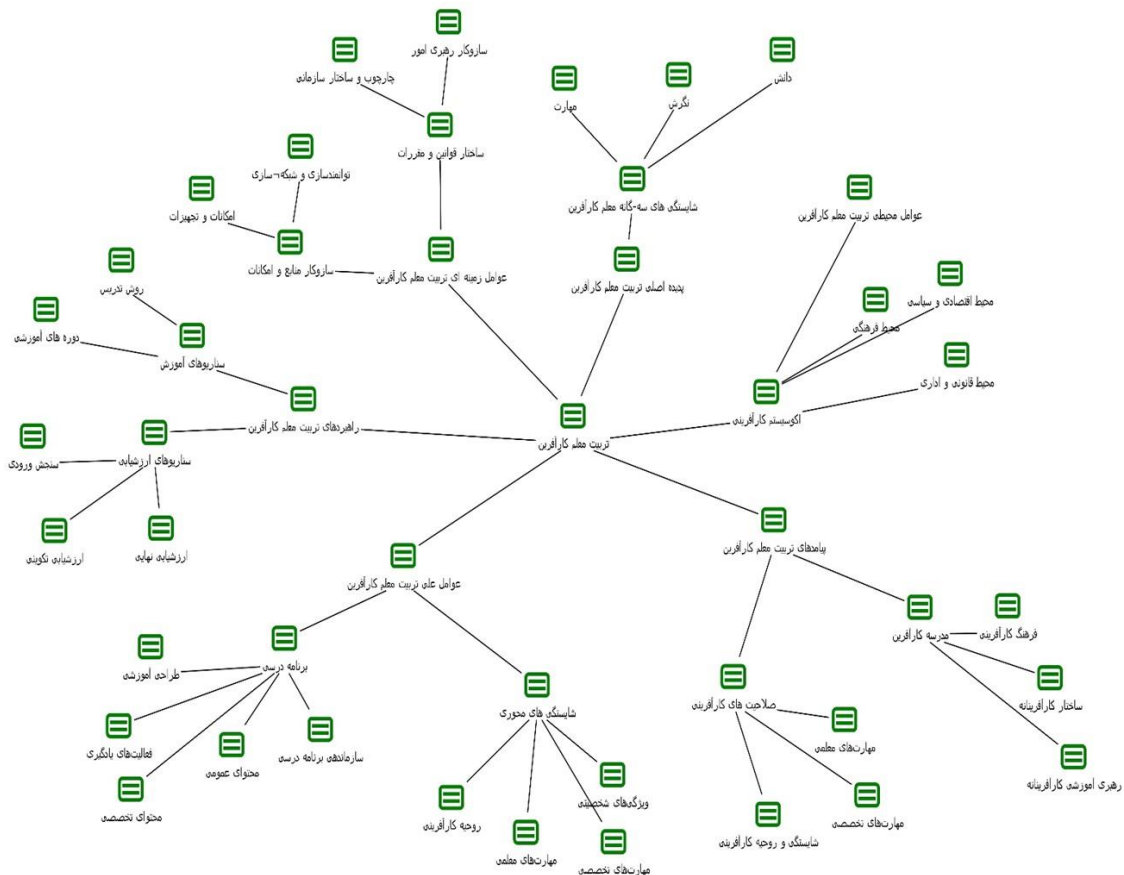 سازوکار رهبری امور
چارچوب و ساختار سازمانی
دانش
نگرش
مهارت
ساختار قوانین و مقررات
توانمندسازی و شبکه¬سازی
شایستگی های سه-گانه معلم کارآفرین
امکانات و تجهیزات
عوامل محیطی تربیت معلم کارآفرین
سازوکار منابع و امکانات
عوامل زمینه ای تربیت معلم کارآفرین
پدیده اصلی تربیت معلم کارآفرین
روش تدریس
محیط اقتصادی و سیاسی
محیط فرهنگی
دوره های آموزشی
سناریوهای آموزش
محیط قانونی و اداری
اکوسیستم کارآفرینی
راهبردهای تربیت معلم کارآفرین
تربیت معلم کارآفرین
سناریوهای ارزشیابی
سنجش ورودی
ارزشیابی تکوینی
ارزشیابی نهایی
پیامدهای تربیت معلم کارآفرین
عوامل علی تربیت معلم کارآفرین
مدرسه کارآفرین
فرهنگ کارآفرینی
برنامه درسی
طراحی آموزشی
صلاحیت های کارآفرینی
ساختار کارآفرینانه
شایستگی های محوری
مهارت‌های معلمی
فعالیت‌های یادگیری
محتوای عمومی
سازماندهی برنامه درسی
رهبری آموزشی کارآفرینانه
ویژگی‌های شخصیتی
محتوای تخصصی
روحیه کارآفرینی
مهارت‌های تخصصی
شایستگی و روحیه کارآفرینی
مهارت‌های معلمی
مهارت‌های تخصصی